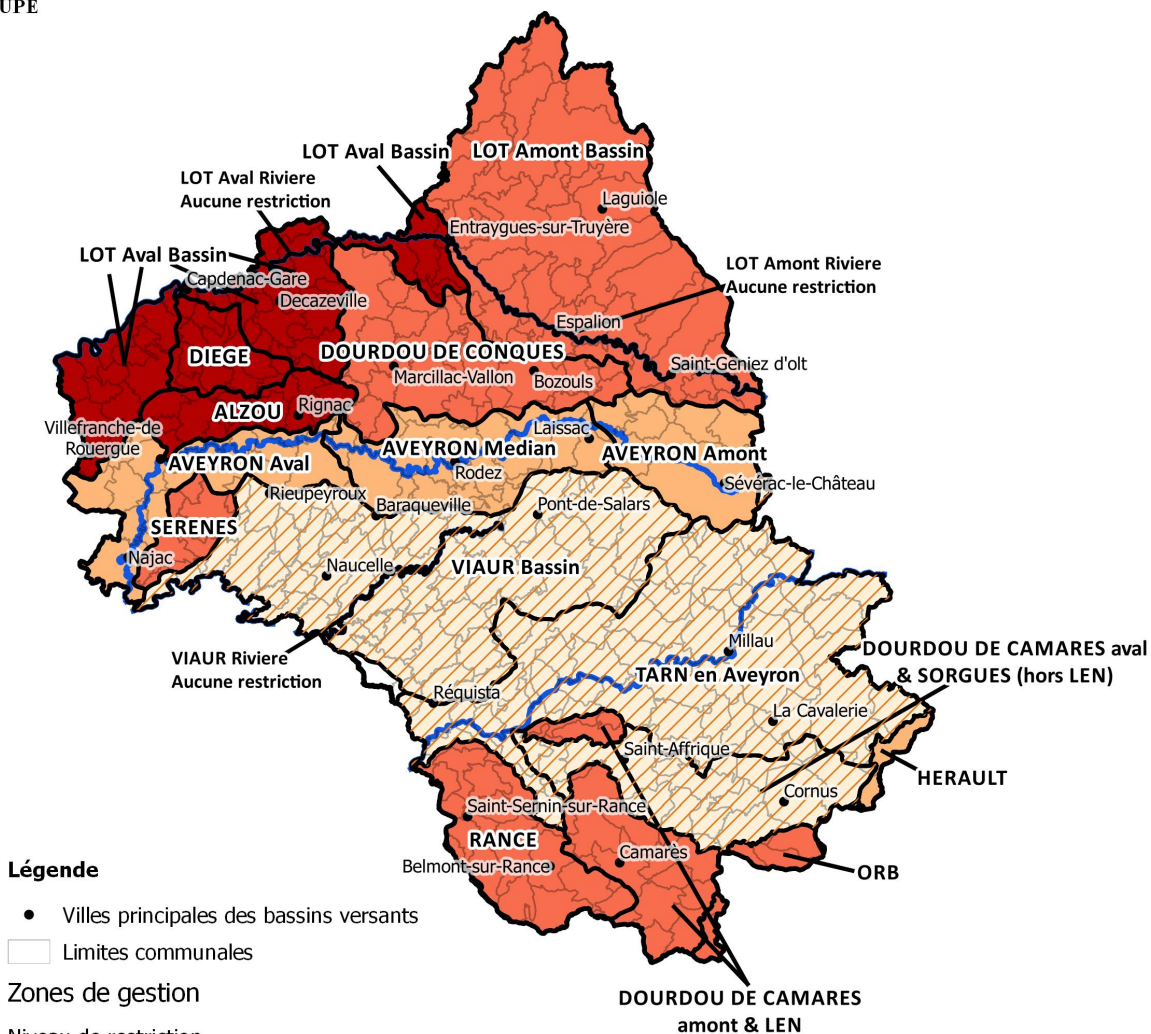 UPE
LOT Aval Bassin
LOT Amont Bassin
LOT Aval Riviere
Aucune restriction
Laguiole
Entraygues-sur-Truyère
LOT Aval Bassin
Capdenac-Gare
Decazeville
LOT Amont Riviere
Aucune restriction
Espalion
DIEGE
DOURDOU DE CONQUES
Saint-Geniez d'olt
Marcillac-Vallon
Bozouls
ALZOU
Rignac
Villefranche-de
Rouergue
Laissac
AVEYRON Median
AVEYRON Amont
AVEYRON Aval
Rodez
Sévérac-le-Château
Rieupeyroux
Baraqueville
Pont-de-Salars
SERENES
Najac
Naucelle
VIAUR Bassin
Millau
VIAUR Riviere
Aucune restriction
DOURDOU DE CAMARES aval
& SORGUES (hors LEN)
TARN en Aveyron
Réquista
La Cavalerie
Saint-Affrique
HERAULT
Cornus
Saint-Sernin-sur-Rance
RANCE
Camarès
Belmont-sur-Rance
ORB
Légende
Villes principales des bassins versants
Limites communales
Zones de gestion
DOURDOU DE CAMARES
amont & LEN
Niveau de restriction